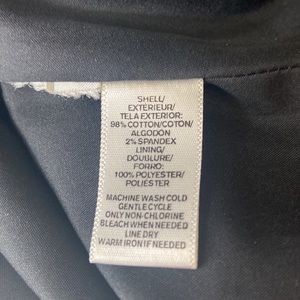 SHELL/
EXTERIEUR/
TELA EXTERIOR:
98% COTTON/COTON/
ALGODÓN
2% SPANDEX
LINING/
DOUBLURE/
FORRO:
100% POLYESTER/
POLIÉSTER
MACHINE WASH COLD
GENTLE CYCLE
ONLY NON-CHLORINE
BLEACH WHEN NEEDED
LINE DRY
WARM IRON IF NEEDED